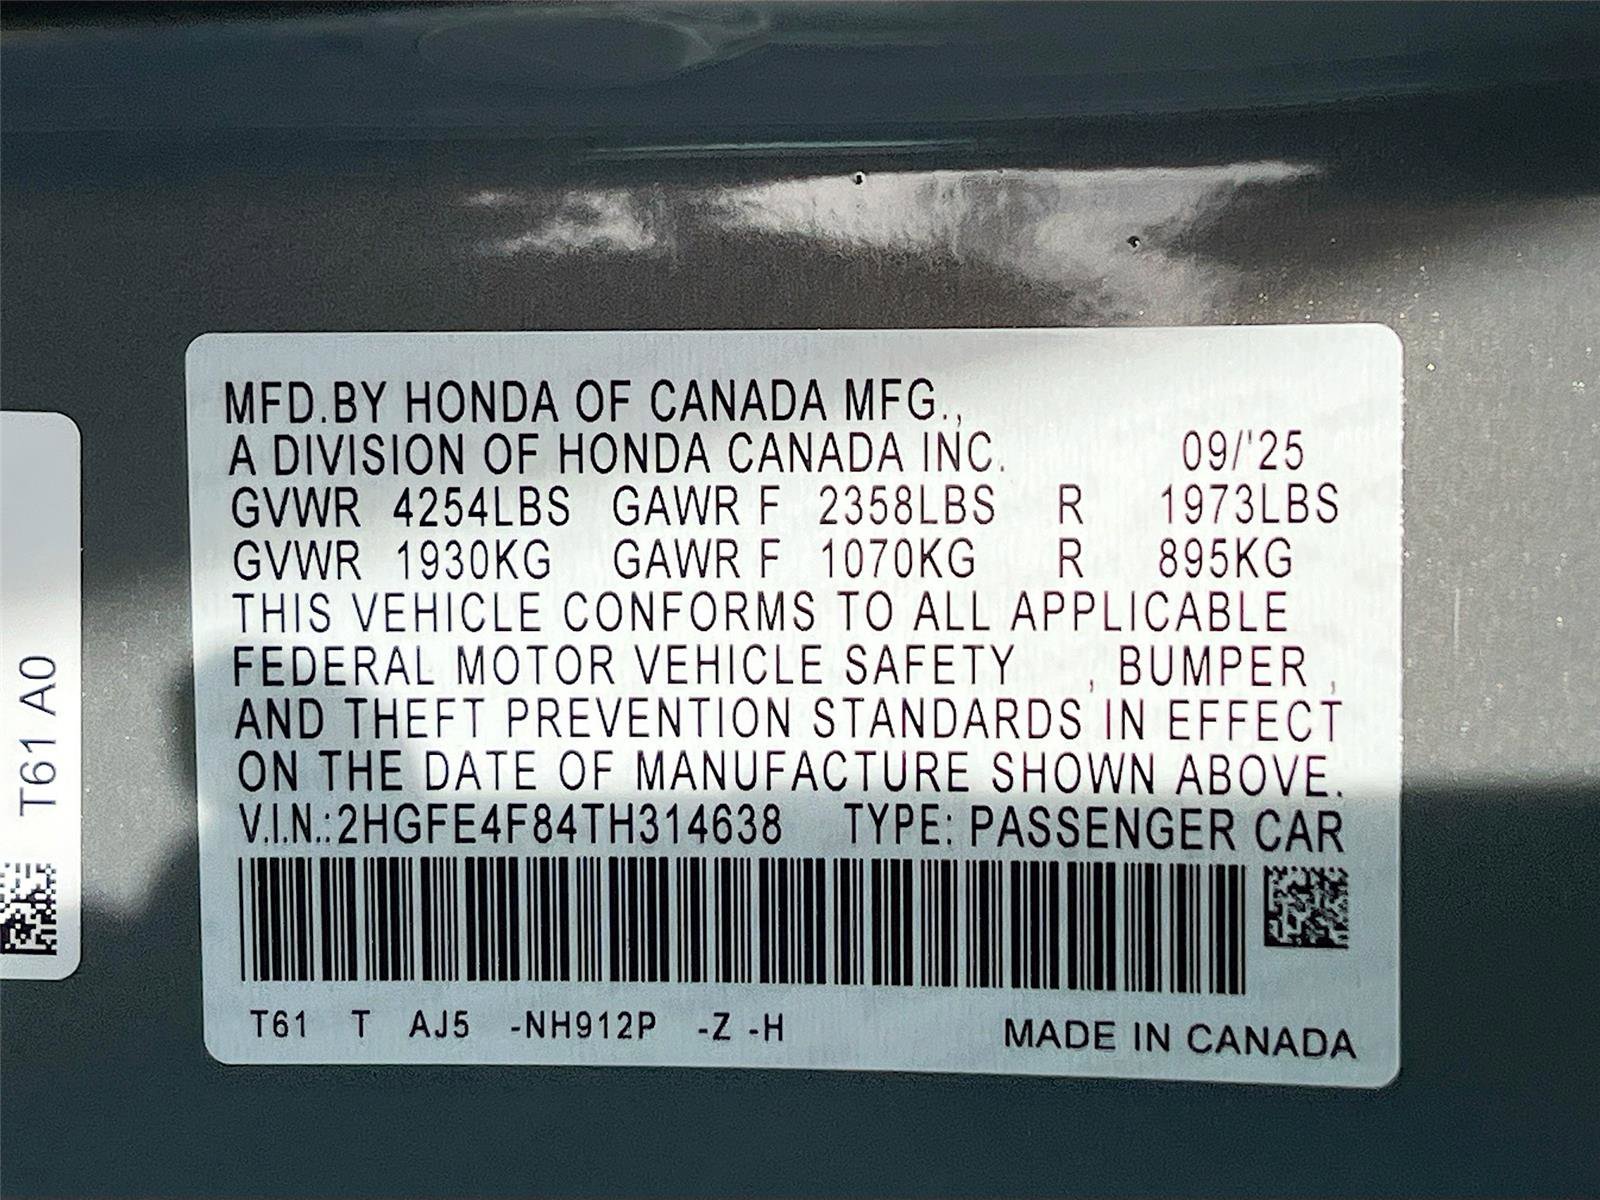 MFD.BY HONDA OF CANADA MFG.,
A DIVISION OF HONDA CANADA INC. 09/'25
GVWR 4254LBS GAWR F 2358LBS R 1973LBS
GVWR 1930KG GAWR F 1070KG R 895KG
THIS VEHICLE CONFORMS TO ALL APPLICABLE
FEDERAL MOTOR VEHICLE SAFETY , BUMPER ,
AND THEFT PREVENTION STANDARDS IN EFFECT
ON THE DATE OF MANUFACTURE SHOWN ABOVE.
V.I.N.:2HGFE4F84TH314638 TYPE: PASSENGER CAR
T61 T AJ5 -NH912P -Z -H MADE IN CANADA
T61 A0